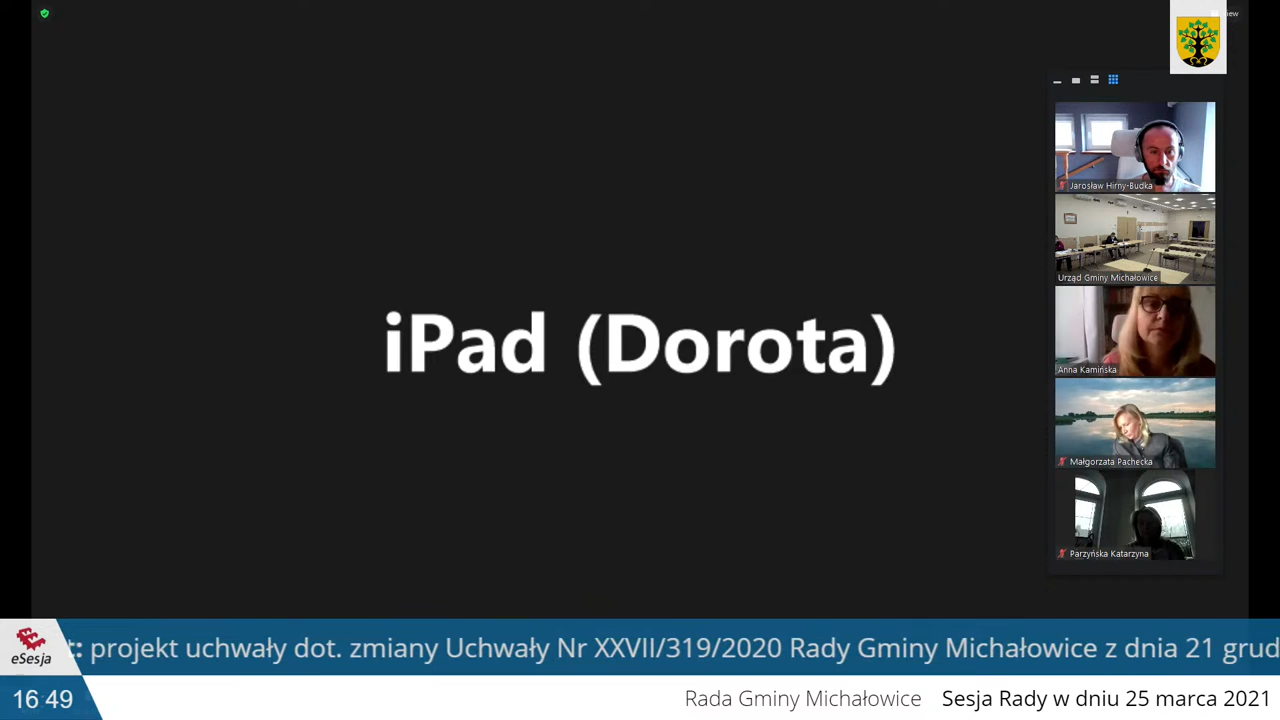 iew
Jarosław Hirny-Budka
Urząd Gminy Michałowice
Anna Kamińska
Małgorzata Pachecka
Parzyńska Katarzyna
iPad (Dorota)
eSesja
t: projekt uchwały dot. zmiany Uchwały Nr XXVII/319/2020 Rady Gminy Michałowice z dnia 21 grud
16:49
Rada Gminy Michałowice Sesja Rady w dniu 25 marca 2021